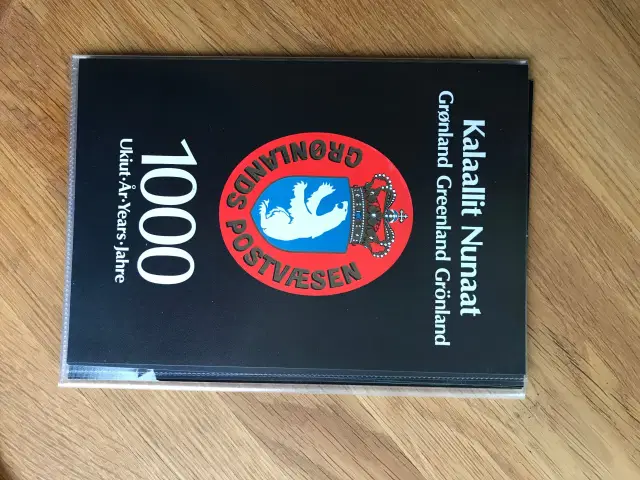 Kalaallit Nunaat
Grønland Greenland Grönland
GRØNLANDS POSTVÆSEN
1000
Ukiut·År·Years·Jahre